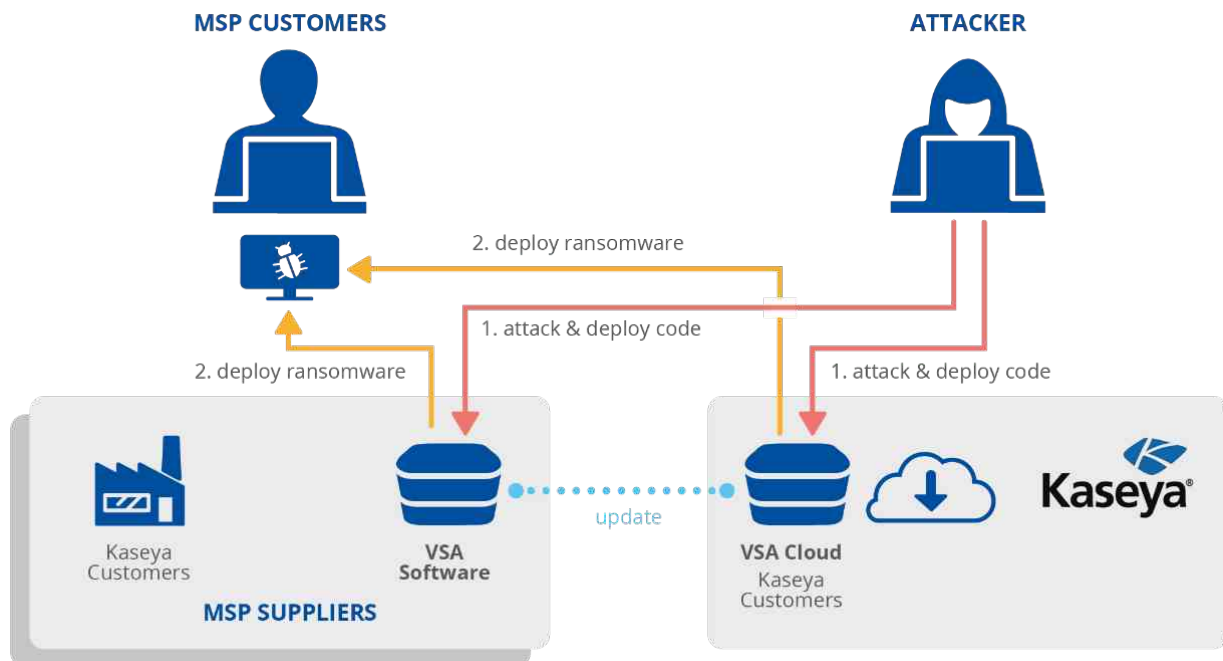 MSP CUSTOMERS
ATTACKER
2. deploy ransomware
1. attack & deploy code
2. deploy ransomware
1. attack & deploy code
Kaseya
Customers
VSA
Software
MSP SUPPLIERS
update
VSA Cloud
Kaseya
Customers
Kaseya®